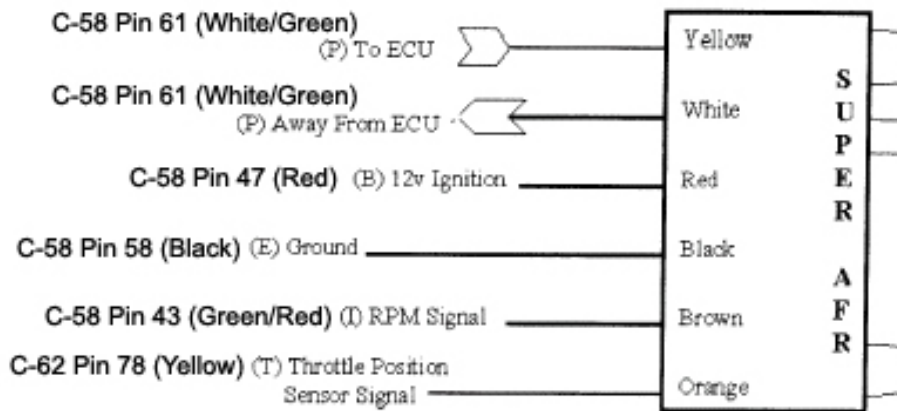 C-58 Pin 61 (White/Green)
(P) To ECU
Yellow
C-58 Pin 61 (White/Green)
(P) Away From ECU
White
C-58 Pin 47 (Red) (B) 12v Ignition
Red
C-58 Pin 58 (Black) (E) Ground
Black
C-58 Pin 43 (Green/Red) (I) RPM Signal
Brown
C-62 Pin 78 (Yellow) (T) Throttle Position
Sensor Signal
Orange
SUPER AFR